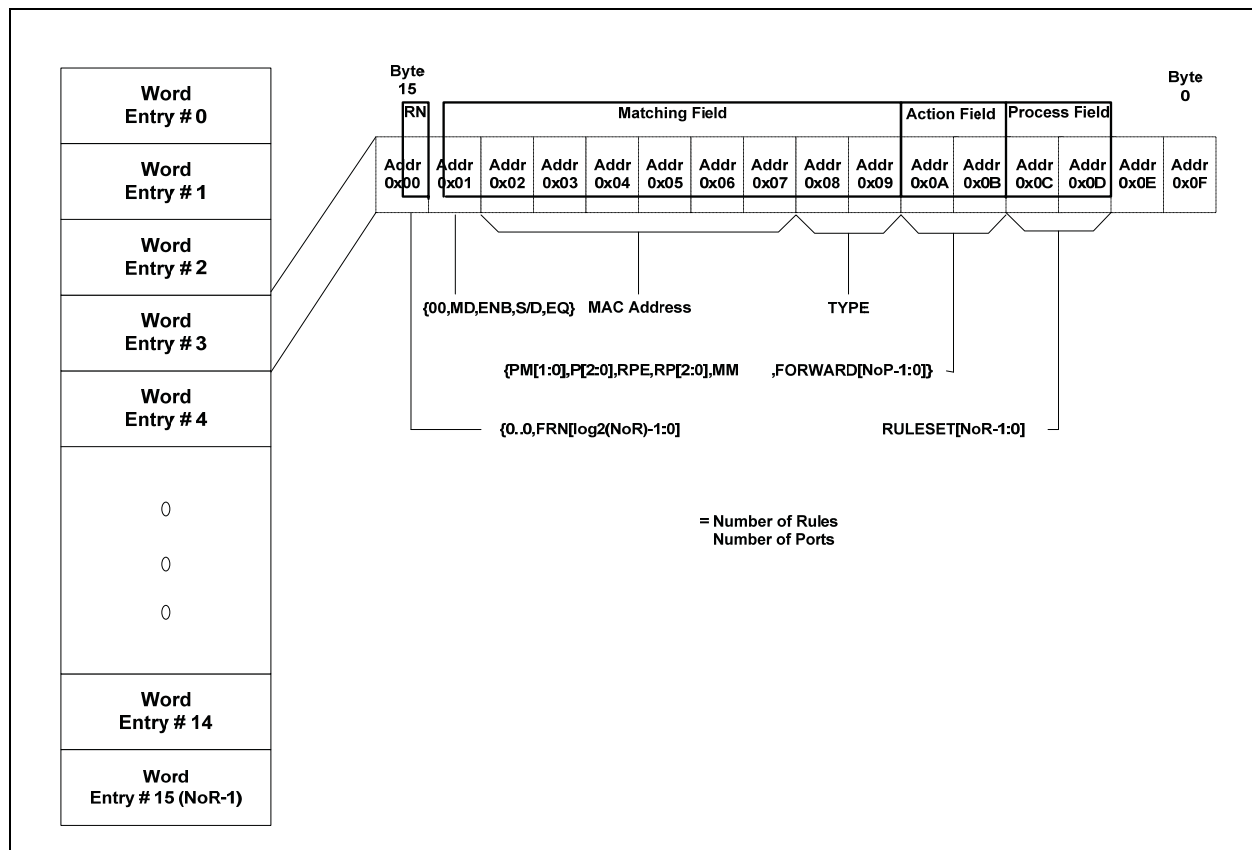 Word
Entry # 0
Word
Entry # 1
Word
Entry # 2
Word
Entry # 3
Word
Entry # 4
0
0
0
Word
Entry # 14
Word
Entry # 15 (NoR-1)
Byte
15
Byte
0
RN
Matching Field
Action Field
Process Field
Addr
0x00
Addr
0x01
Addr
0x02
Addr
0x03
Addr
0x04
Addr
0x05
Addr
0x06
Addr
0x07
Addr
0x08
Addr
0x09
Addr
0x0A
Addr
0x0B
Addr
0x0C
Addr
0x0D
Addr
0x0E
Addr
0x0F
{00,MD,ENB,S/D,EQ}
MAC Address
TYPE
{PM[1:0],P[2:0],RPE,RP[2:0],MM ,FORWARD[NoP-1:0]}
{0..0,FRN[log2(NoR)-1:0]
RULESET[NoR-1:0]
= Number of Rules
Number of Ports